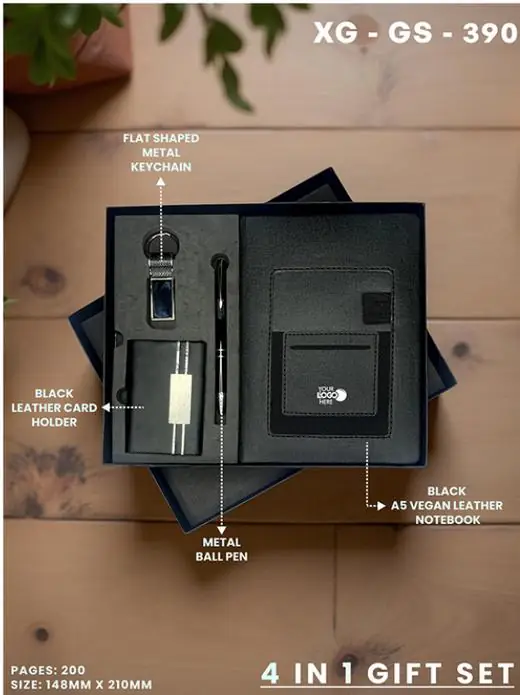 XG - GS - 390
FLAT SHAPED
METAL
KEYCHAIN
BLACK
LEATHER CARD
HOLDER
YOUR
LOGO
HERE
BLACK
A5 VEGAN LEATHER
NOTEBOOK
METAL
BALL PEN
PAGES: 200
SIZE: 148MM X 210MM
4 IN 1 GIFT SET